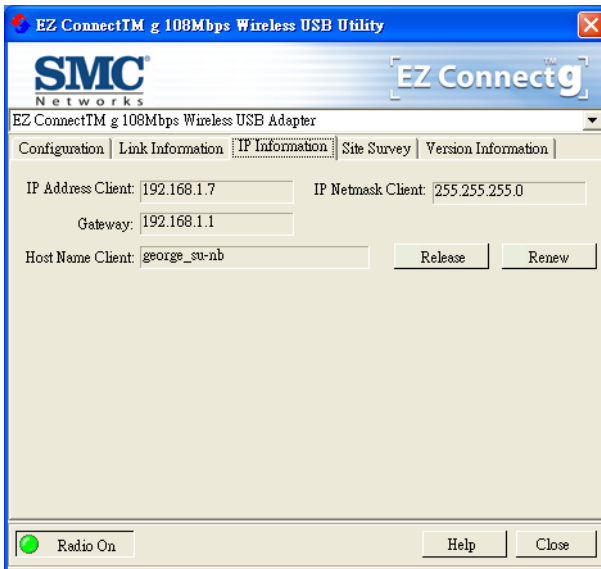 EZ ConnectTM g 108Mbps Wireless USB Utility
SMC®
Networks
EZ Connect™ g
EZ ConnectTM g 108Mbps Wireless USB Adapter
Configuration Link Information IP Information Site Survey Version Information
IP Address Client: 192.168.1.7 IP Netmask Client: 255.255.255.0
Gateway: 192.168.1.1
Host Name Client: george_su-nb Release Renew
Radio On Help Close